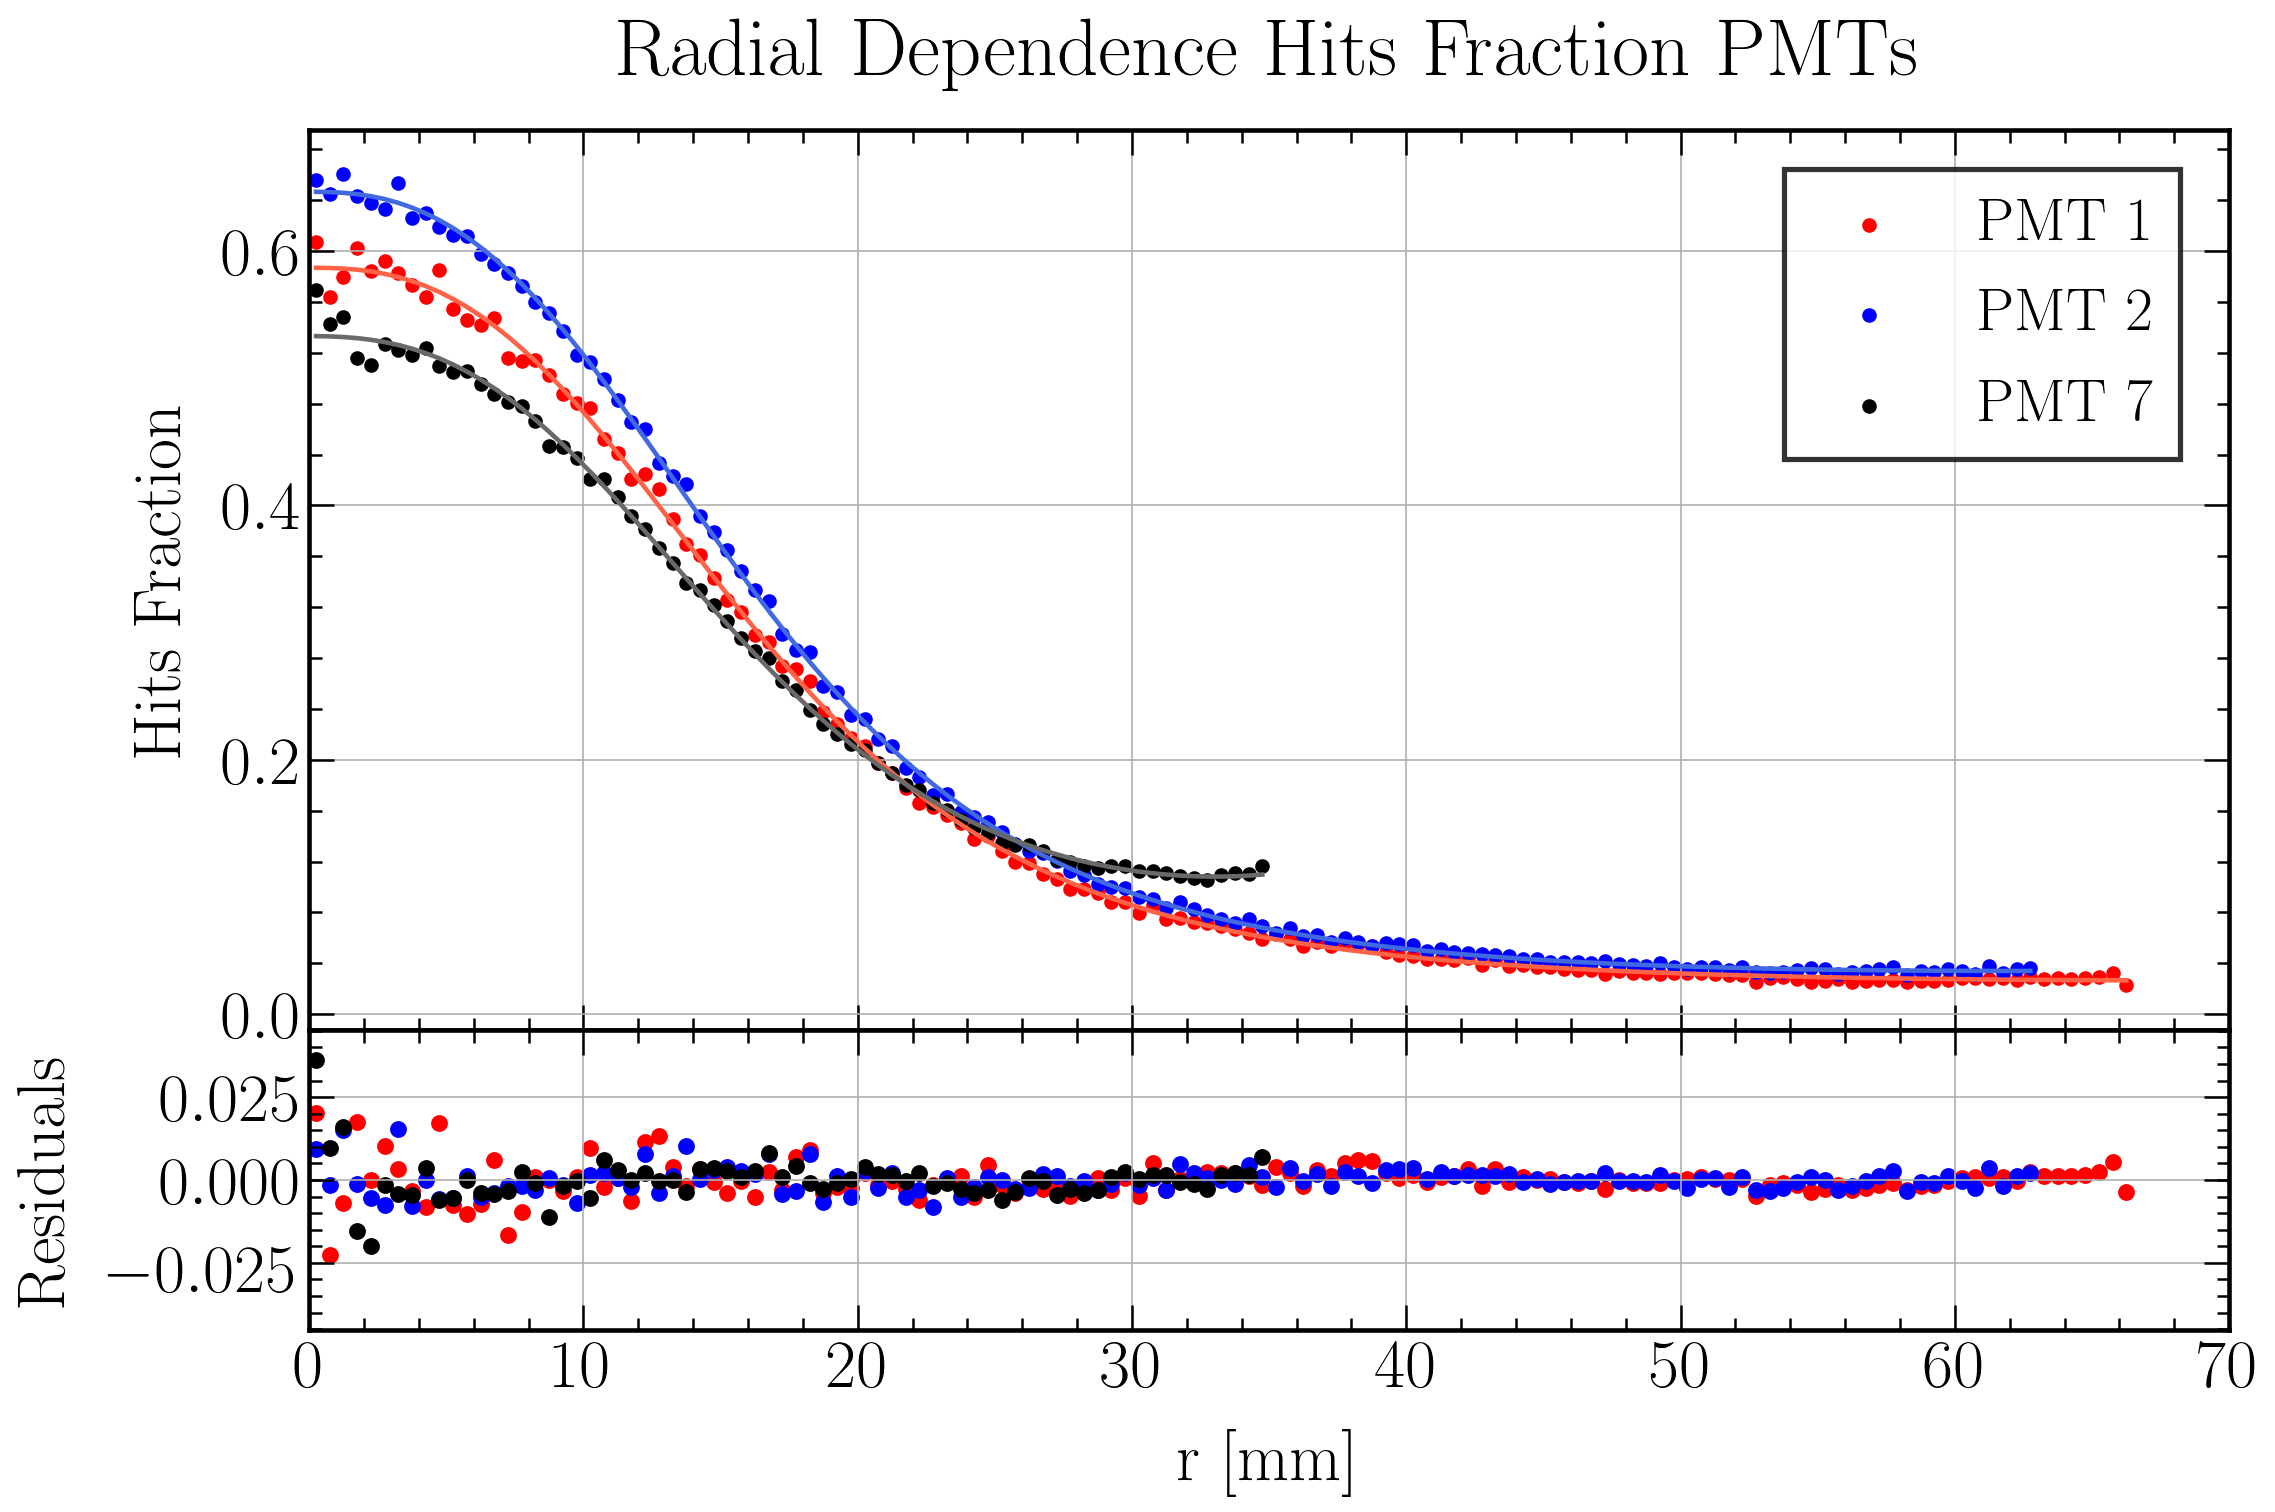 Radial Dependence Hits Fraction PMTs
PMT 1
PMT 2
PMT 7
Hits Fraction
0.6
0.4
0.2
0.0
Residuals
0.025
0.000
−0.025
0 10 20 30 40 50 60 70
r [mm]